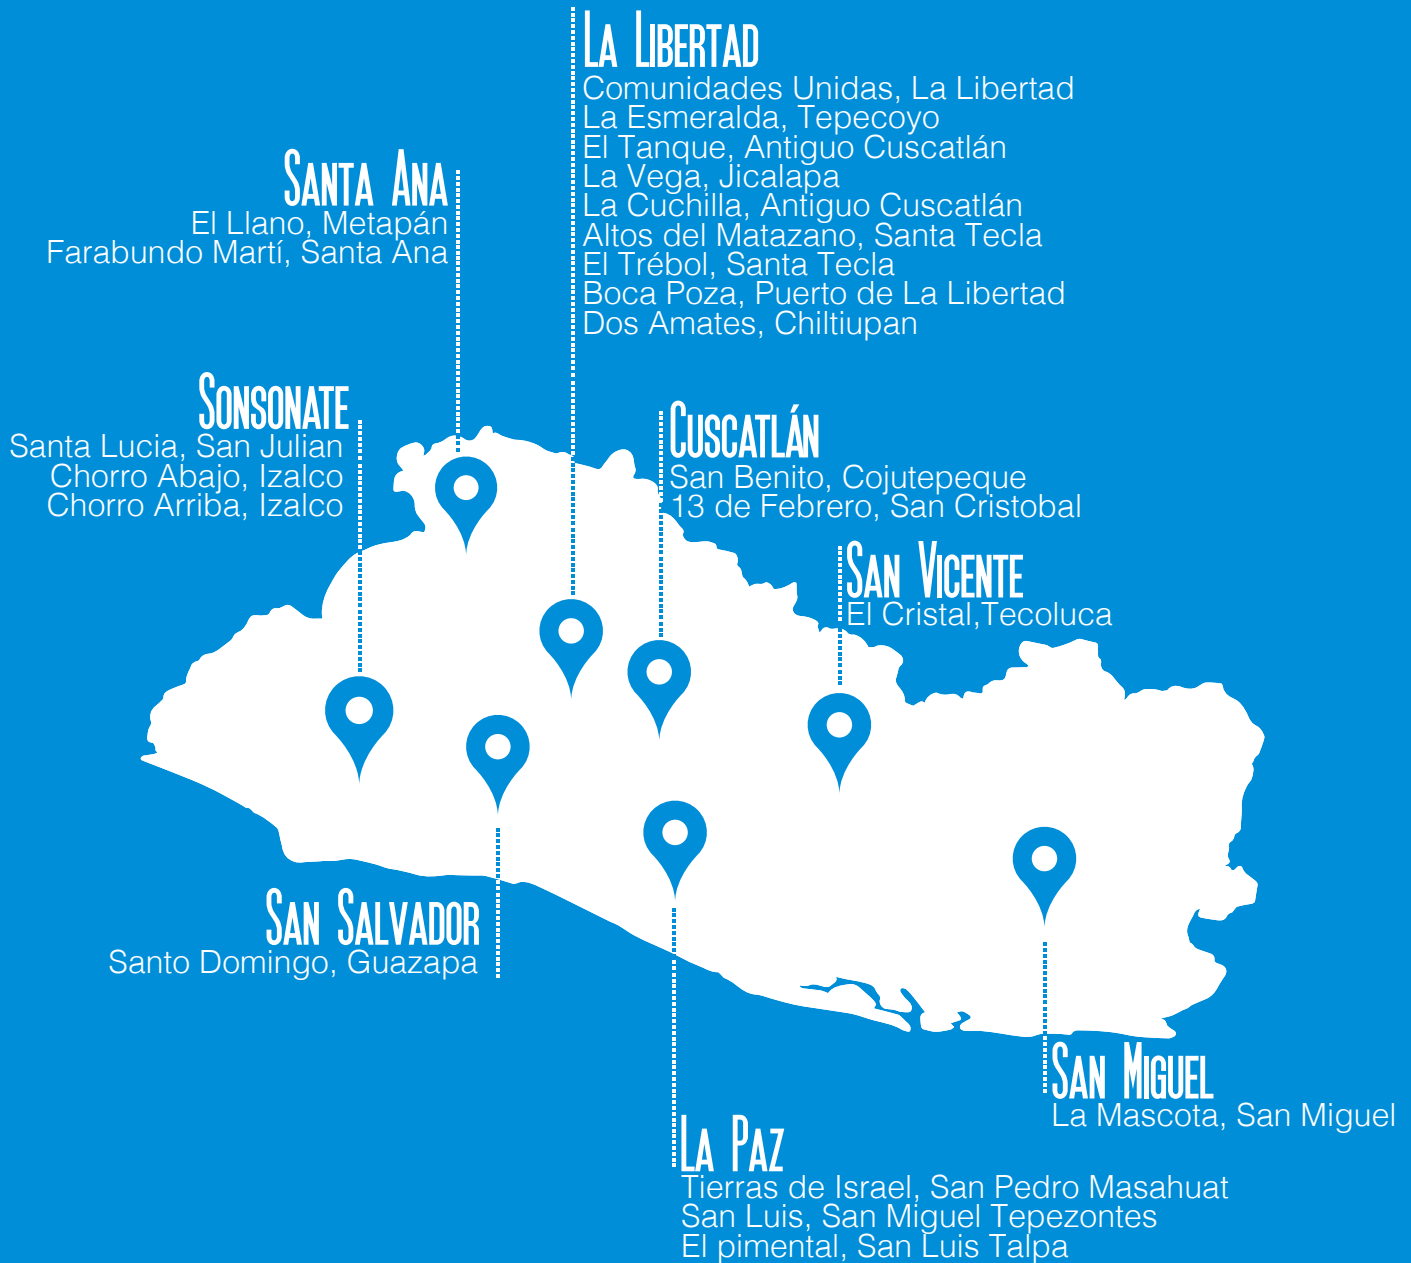 La Libertad
Comunidades Unidas, La Libertad
La Esmeralda, Tepecoyo
El Tanque, Antiguo Cuscatlán
La Vega, Jicalapa
La Cuchilla, Antiguo Cuscatlán
Altos del Matazano, Santa Tecla
El Trébol, Santa Tecla
Boca Poza, Puerto de La Libertad
Dos Amates, Chiltiupan
Santa Ana
El Llano, Metapán
Farabundo Martí, Santa Ana
Sonsonate
Santa Lucia, San Julian
Chorro Abajo, Izalco
Chorro Arriba, Izalco
Cuscatlán
San Benito, Cojutepeque
13 de Febrero, San Cristobal
San Vicente
El Cristal,Tecoluca
San Salvador
Santo Domingo, Guazapa
San Miguel
La Mascota, San Miguel
La Paz
Tierras de Israel, San Pedro Masahuat
San Luis, San Miguel Tepezontes
El pimental, San Luis Talpa